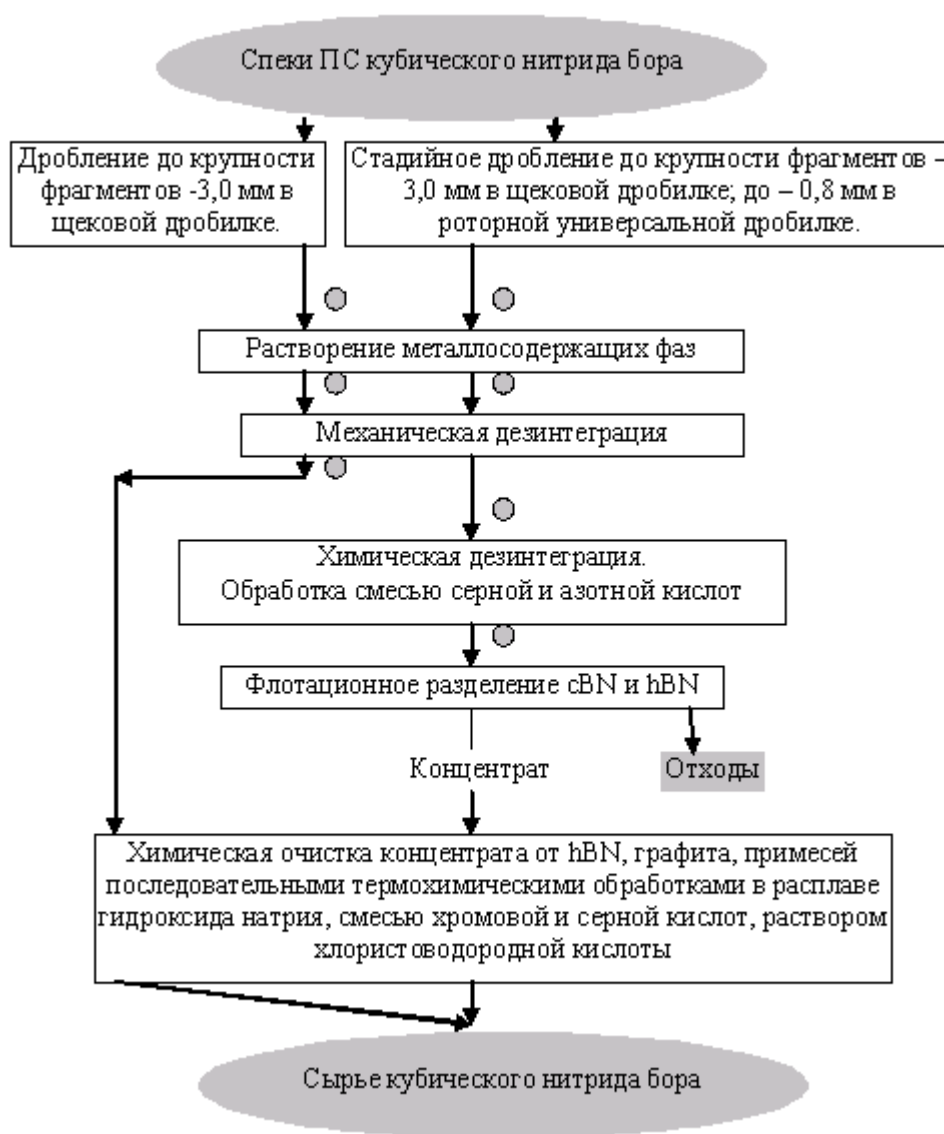 Спеки ПС кубического нитрида бора
Дробление до крупности
фрагментов -3,0 мм в
щековой дробилке.
Стадийное дробление до крупности фрагментов –
3,0 мм в щековой дробилке; до – 0,8 мм в
роторной универсальной дробилке.
Растворение металлосодержащих фаз
Механическая дезинтеграция
Химическая дезинтеграция.
Обработка смесью серной и азотной кислот
Флотационное разделение cBN и hBN
Концентрат
Отходы
Химическая очистка концентрата от hBN, графита, примесей
последовательными термохимическими обработками в расплаве
гидроксида натрия, смесью хромовой и серной кислот, раствором
хлористоводородной кислоты
Сырье кубического нитрида бора